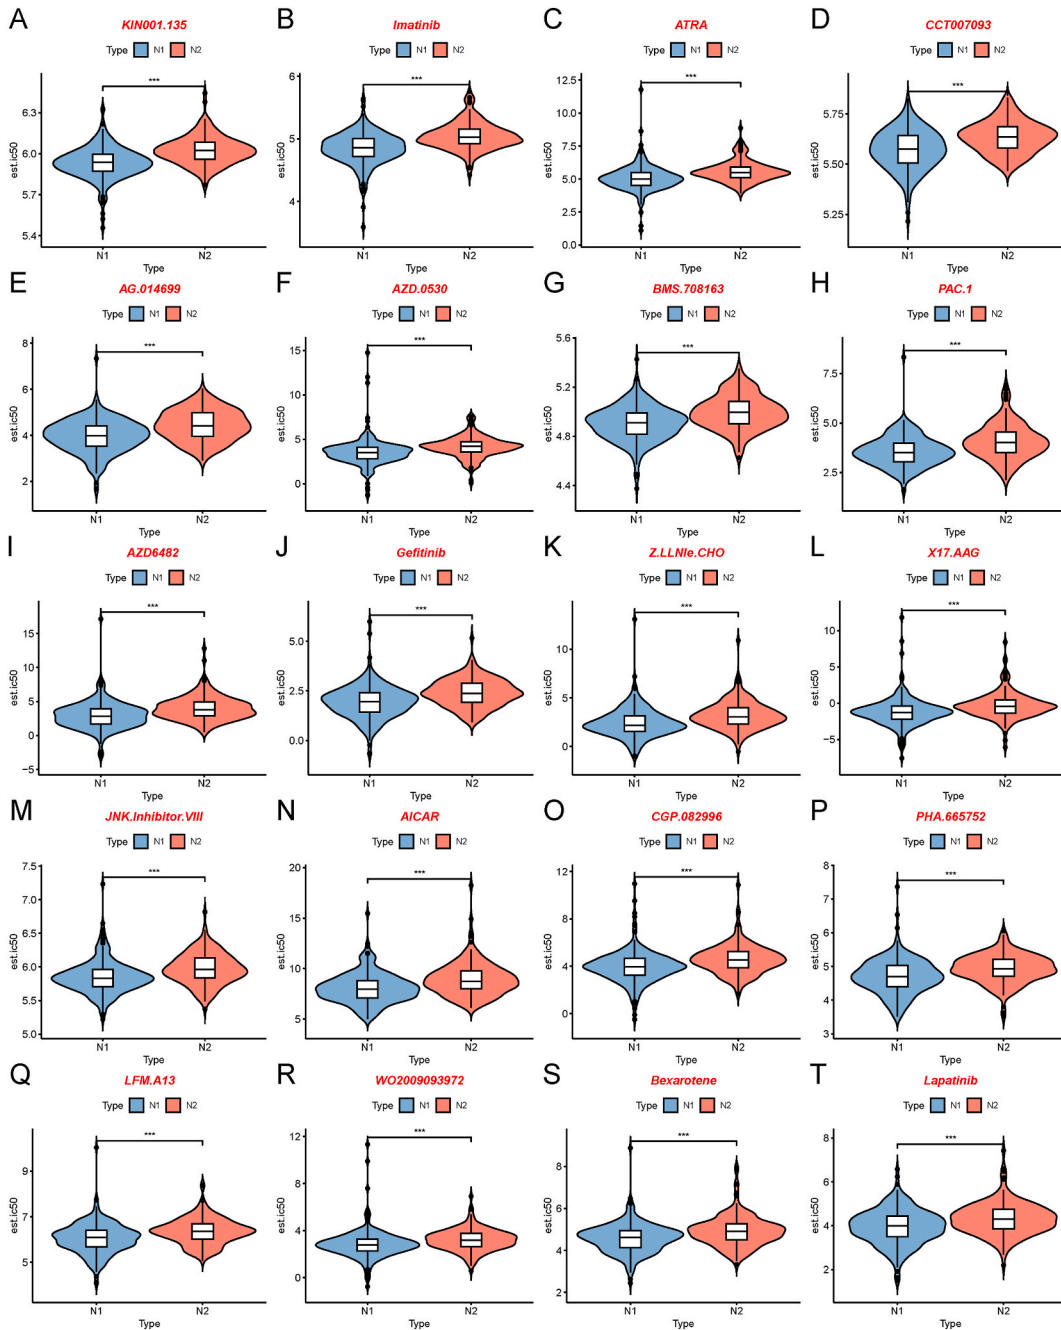 A
KIN001.135
Type N1 N2
***
6.3
6.0
5.7
5.4
est.ic50
N1 N2
Type
B
Imatinib
Type N1 N2
***
6
5
4
est.ic50
N1 N2
Type
C
ATRA
Type N1 N2
***
12.5
10.0
7.5
5.0
2.5
0.0
est.ic50
N1 N2
Type
D
CCT007093
Type N1 N2
***
5.75
5.50
5.25
est.ic50
N1 N2
Type
E
AG.014699
Type N1 N2
***
8
6
4
2
est.ic50
N1 N2
Type
F
AZD.0530
Type N1 N2
***
15
10
5
0
est.ic50
N1 N2
Type
G
BMS.708163
Type N1 N2
***
5.6
5.2
4.8
4.4
est.ic50
N1 N2
Type
H
PAC.1
Type N1 N2
***
7.5
5.0
2.5
est.ic50
N1 N2
Type
I
AZD6482
Type N1 N2
***
15
10
5
0
−5
est.ic50
N1 N2
Type
J
Gefitinib
Type N1 N2
***
5.0
2.5
0.0
est.ic50
N1 N2
Type
K
Z.LLNle.CHO
Type N1 N2
***
10
5
0
est.ic50
N1 N2
Type
L
X17.AAG
Type N1 N2
***
10
5
0
−5
est.ic50
N1 N2
Type
M
JNK.Inhibitor.VIII
Type N1 N2
***
7.5
7.0
6.5
6.0
5.5
5.0
est.ic50
N1 N2
Type
N
AICAR
Type N1 N2
***
20
15
10
5
est.ic50
N1 N2
Type
O
CGP.082996
Type N1 N2
***
12
8
4
0
est.ic50
N1 N2
Type
P
PHA.665752
Type N1 N2
***
8
7
6
5
4
3
est.ic50
N1 N2
Type
Q
LFM.A13
Type N1 N2
***
9
7
5
est.ic50
N1 N2
Type
R
WO2009093972
Type N1 N2
***
12
8
4
0
est.ic50
N1 N2
Type
S
Bexarotene
Type N1 N2
***
8
6
4
2
est.ic50
N1 N2
Type
T
Lapatinib
Type N1 N2
***
8
6
4
2
est.ic50
N1 N2
Type